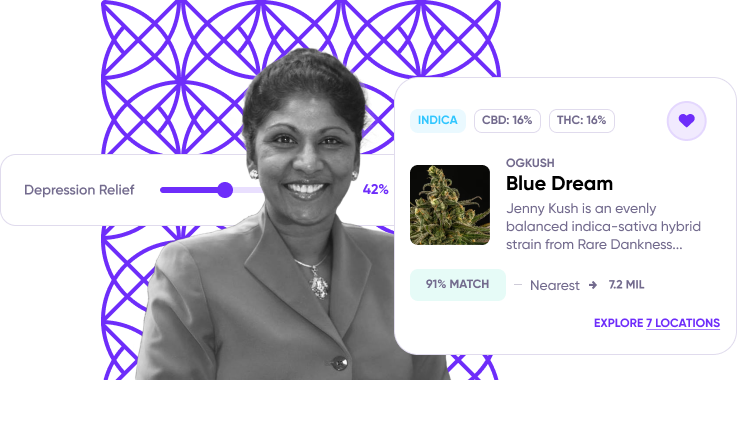 Depression Relief
42%
INDICA
CBD: 16%
THC: 16%
OGKUSH
Blue Dream
Jenny Kush is an evenly
balanced indica-sativa hybrid
strain from Rare Dankness...
91% MATCH
Nearest → 7.2 MIL
EXPLORE 7 LOCATIONS